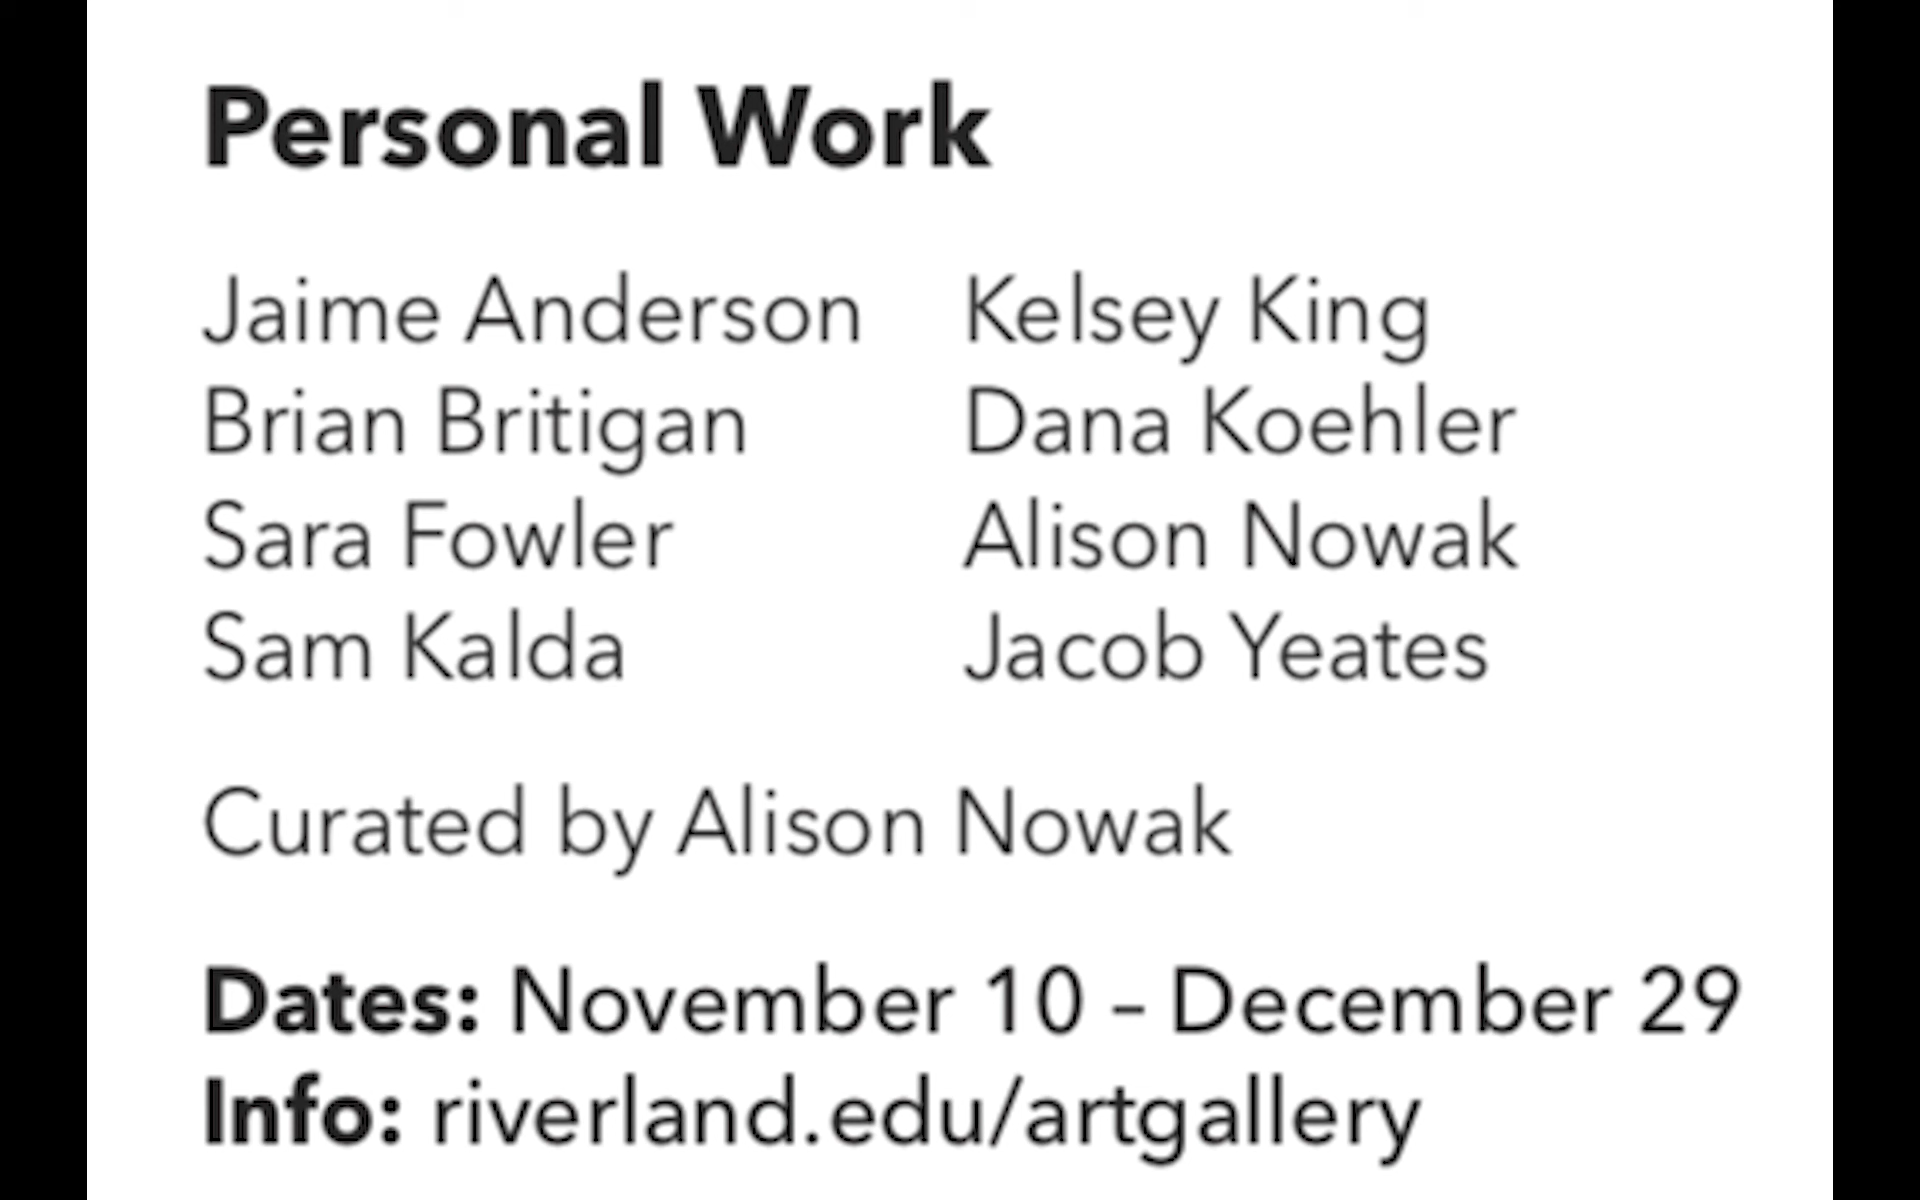 Personal Work
Jaime Anderson
Brian Britigan
Sara Fowler
Sam Kalda
Kelsey King
Dana Koehler
Alison Nowak
Jacob Yeates
Curated by Alison Nowak
Dates: November 10 – December 29
Info: riverland.edu/artgallery